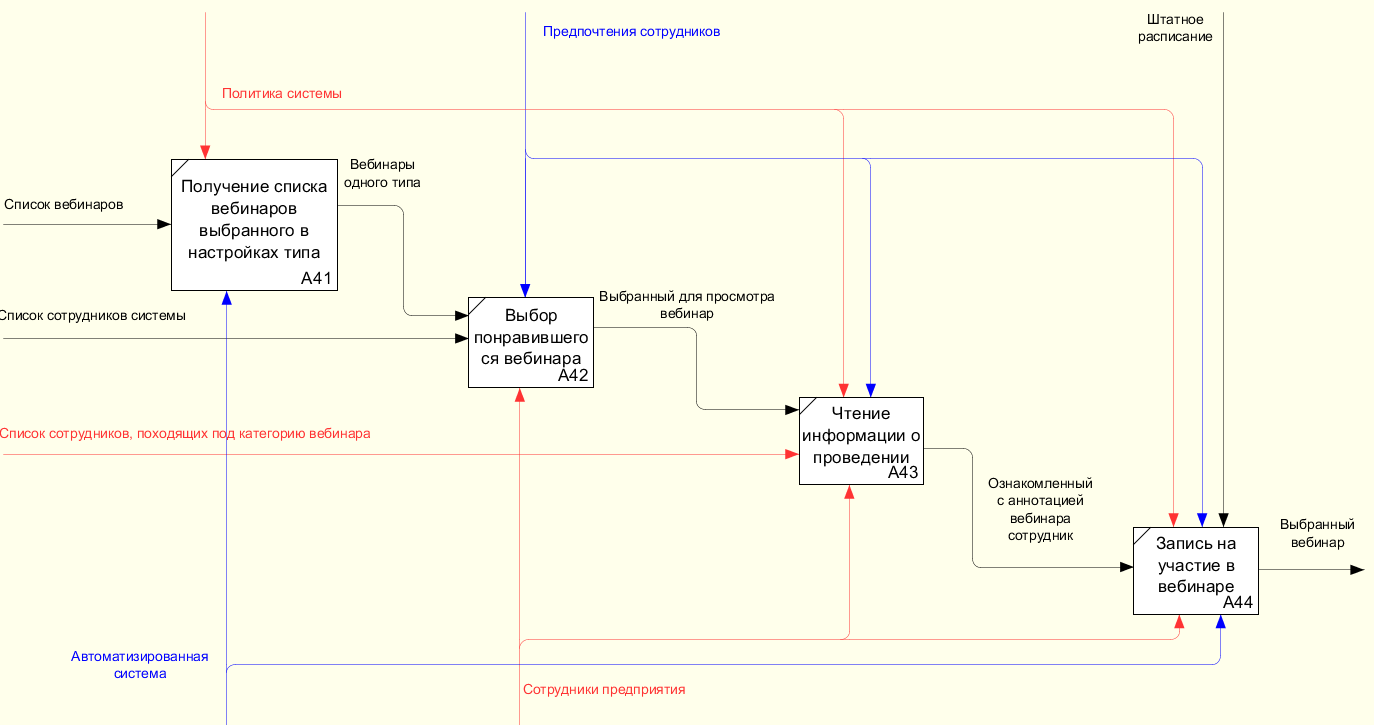 Штатное
расписание
Предпочтения сотрудников
Политика системы
Вебинары
одного типа
Список вебинаров
Получение списка
вебинаров
выбранного в
настройках типа
A41
Список сотрудников системы
Выбранный для просмотра
вебинар
Выбор
понравившего
ся вебинара
A42
Список сотрудников, походящих под категорию вебинара
Чтение
информации о
проведении
A43
Ознакомленный
с аннотацией
вебинара
сотрудник
Запись на
участие в
вебинаре
A44
Выбранный
вебинар
Автоматизированная
система
Сотрудники предприятия